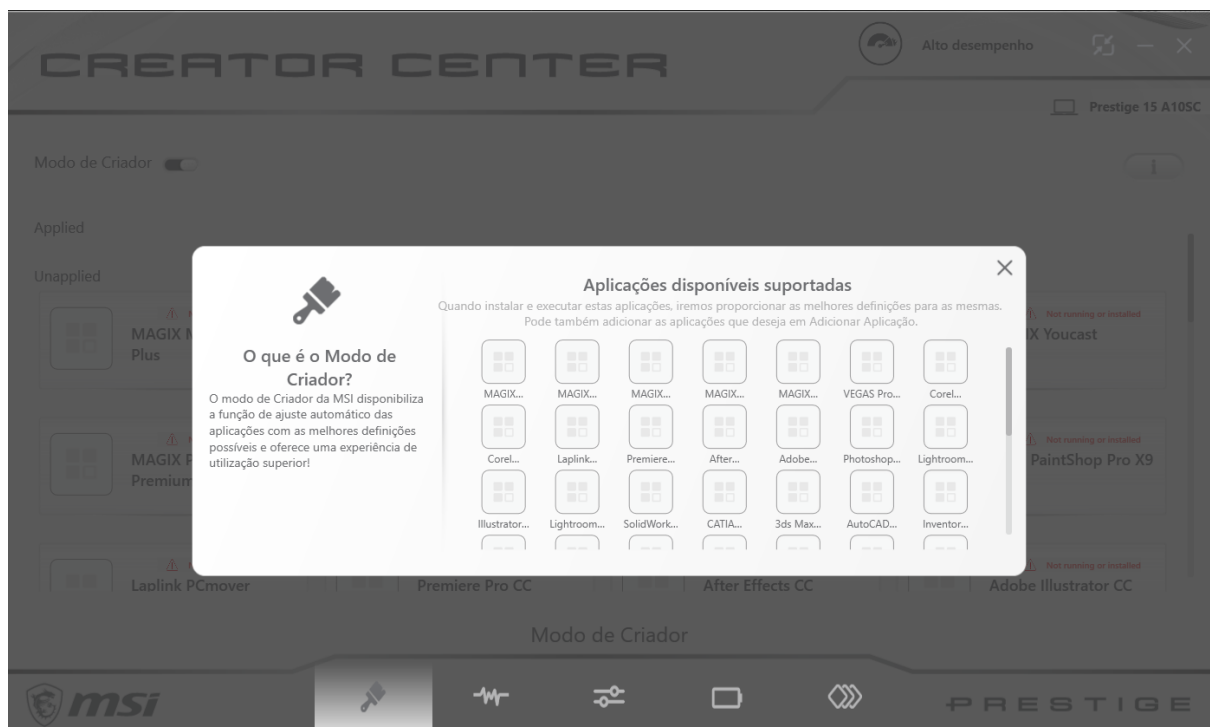 CREATOR CENTER
Alto desempenho
Prestige 15 A10SC
Modo de Criador
i
Applied
Unapplied
O que é o Modo de
Criador?
O modo de Criador da MSI disponibiliza
a função de ajuste automático das
aplicações com as melhores definições
possíveis e oferece uma experiência de
utilização superior!
Aplicações disponíveis suportadas
Quando instalar e executar estas aplicações, iremos proporcionar as melhores definições para as mesmas.
Pode também adicionar as aplicações que deseja em Adicionar Aplicação.
MAGIX... MAGIX... MAGIX... MAGIX... MAGIX... VEGAS Pro... Corel...
Corel... Laplink... Premiere... After... Adobe... Photoshop... Lightroom...
Illustrator... Lightroom... SolidWork... CATIA... 3ds Max... AutoCAD... Inventor...
MAGIX
Plus
Not running or installed
Youcast
MAGIX
Premium
Not running or installed
PaintShop Pro X9
Laplink PCmover
Premiere Pro CC
After Effects CC
Not running or installed
Adobe Illustrator CC
Modo de Criador
msi
PRESTIGE